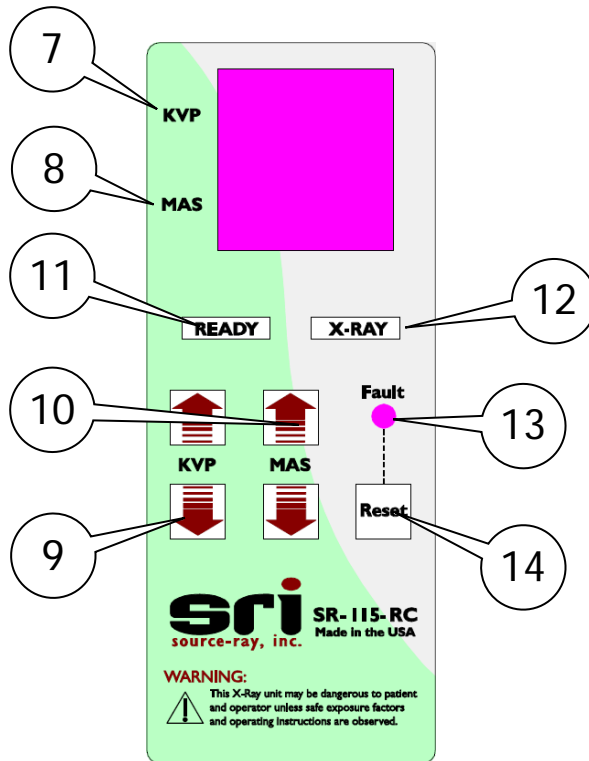 7
KVP
8
MAS
11
12
READY
X-RAY
10
Fault
13
KVP
MAS
9
Reset
14
sri
SR-115-RC
source-ray, inc.
Made in the USA
WARNING:
This X-Ray unit may be dangerous to patient
and operator unless safe exposure factors
and operating instructions are observed.